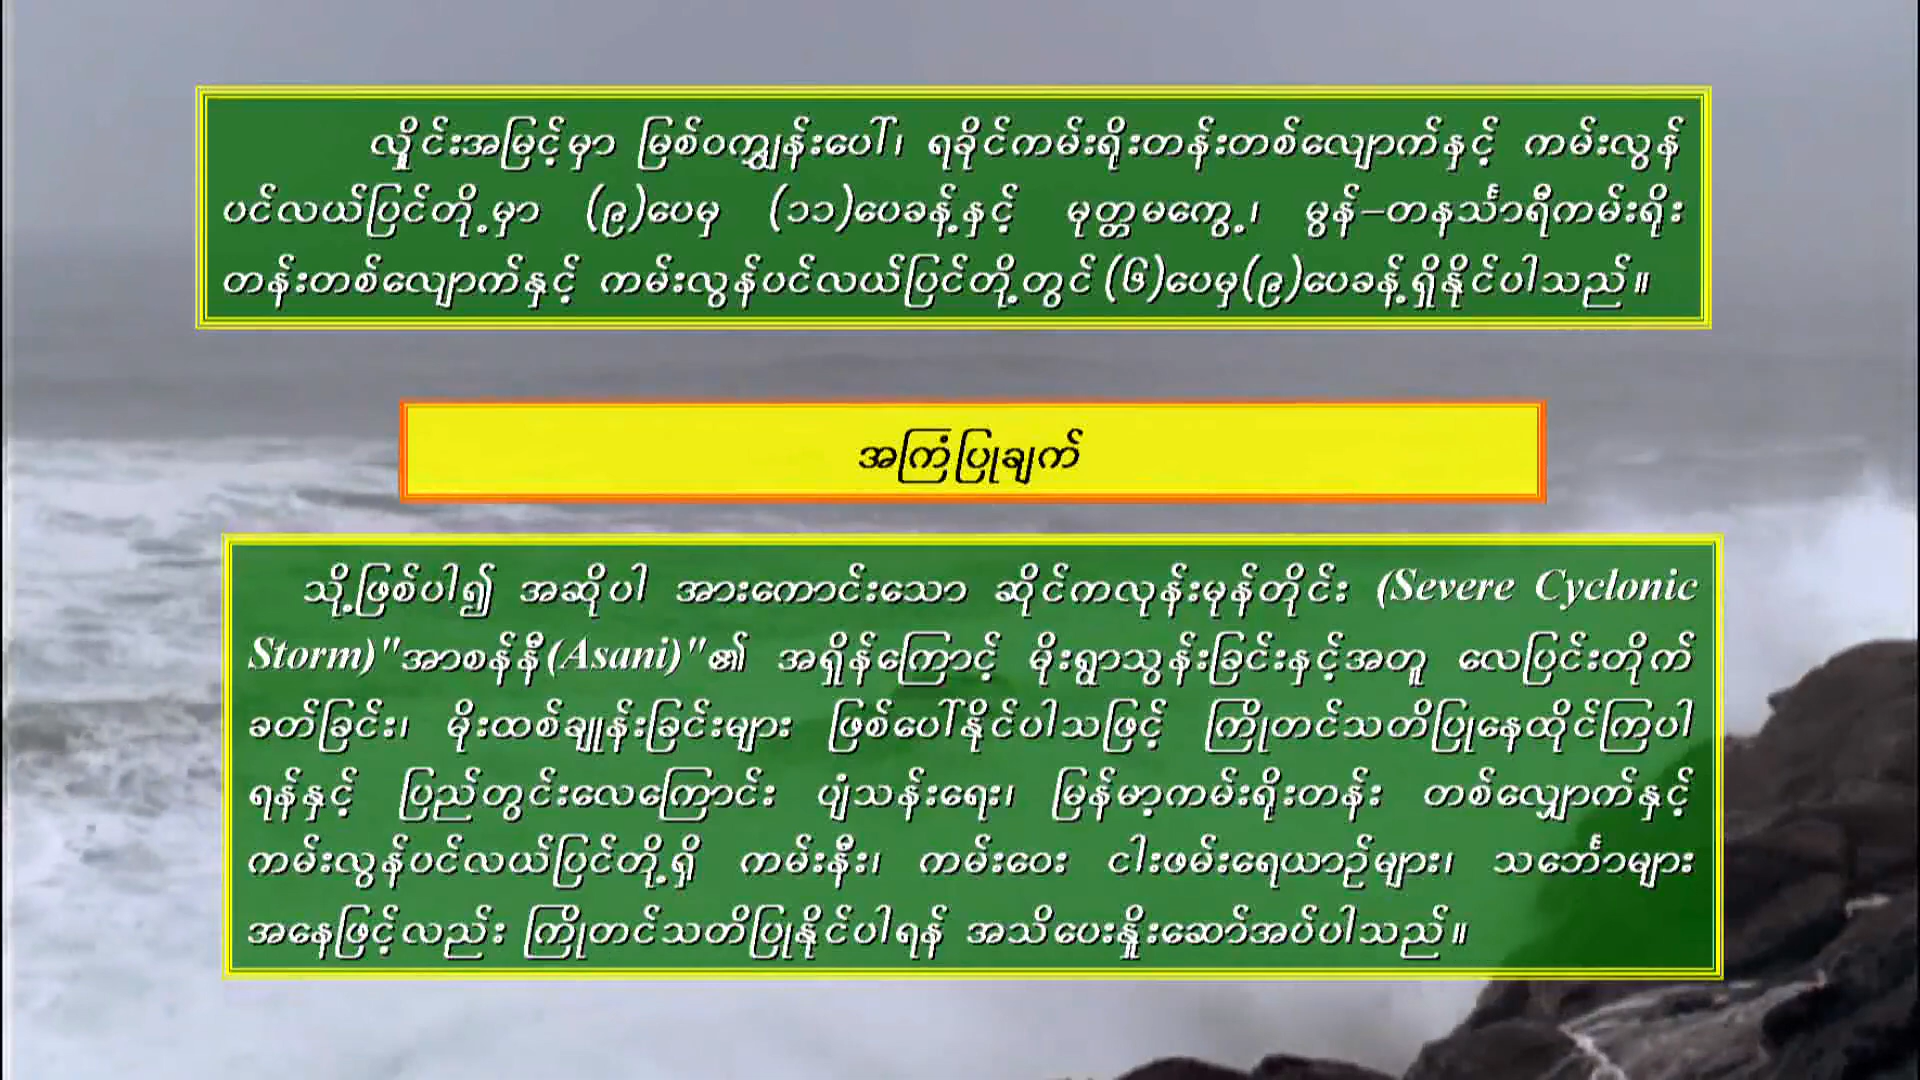 လှိုင်းအမြင့်မှာ မြစ်ဝကျွန်းပေါ်၊ ရခိုင်ကမ်းရိုးတန်းတစ်လျောက်နှင့် ကမ်းလွန်
ပင်လယ်ပြင်တို့မှာ (၉)ပေမှ (၁၁)ပေခန့်နှင့် မုတ္တမကွေ့၊ မွန်–တနင်္သာရီကမ်းရိုး
တန်းတစ်လျောက်နှင့် ကမ်းလွန်ပင်လယ်ပြင်တို့တွင် (၆)ပေမှ(၉)ပေခန့်ရှိနိုင်ပါသည်။
အကြံပြုချက်
သို့ဖြစ်ပါ၍ အဆိုပါ အားကောင်းသော ဆိုင်ကလုန်းမုန်တိုင်း (Severe Cyclonic
Storm)"အာစန်နီ(Asani)"၏ အရှိန်ကြောင့် မိုးရွာသွန်းခြင်းနှင့်အတူ လေပြင်းတိုက်
ခတ်ခြင်း၊ မိုးထစ်ချုန်းခြင်းများ ဖြစ်ပေါ်နိုင်ပါသဖြင့် ကြိုတင်သတိပြုနေထိုင်ကြပါ
ရန်နှင့် ပြည်တွင်းလေကြောင်း ပျံသန်းရေး၊ မြန်မာ့ကမ်းရိုးတန်း တစ်လျှောက်နှင့်
ကမ်းလွန်ပင်လယ်ပြင်တို့ရှိ ကမ်းနီး၊ ကမ်းဝေး ငါးဖမ်းရေယာဉ်များ၊ သင်္ဘောများ
အနေဖြင့်လည်း ကြိုတင်သတိပြုနိုင်ပါရန် အသိပေးနှိုးဆော်အပ်ပါသည်။